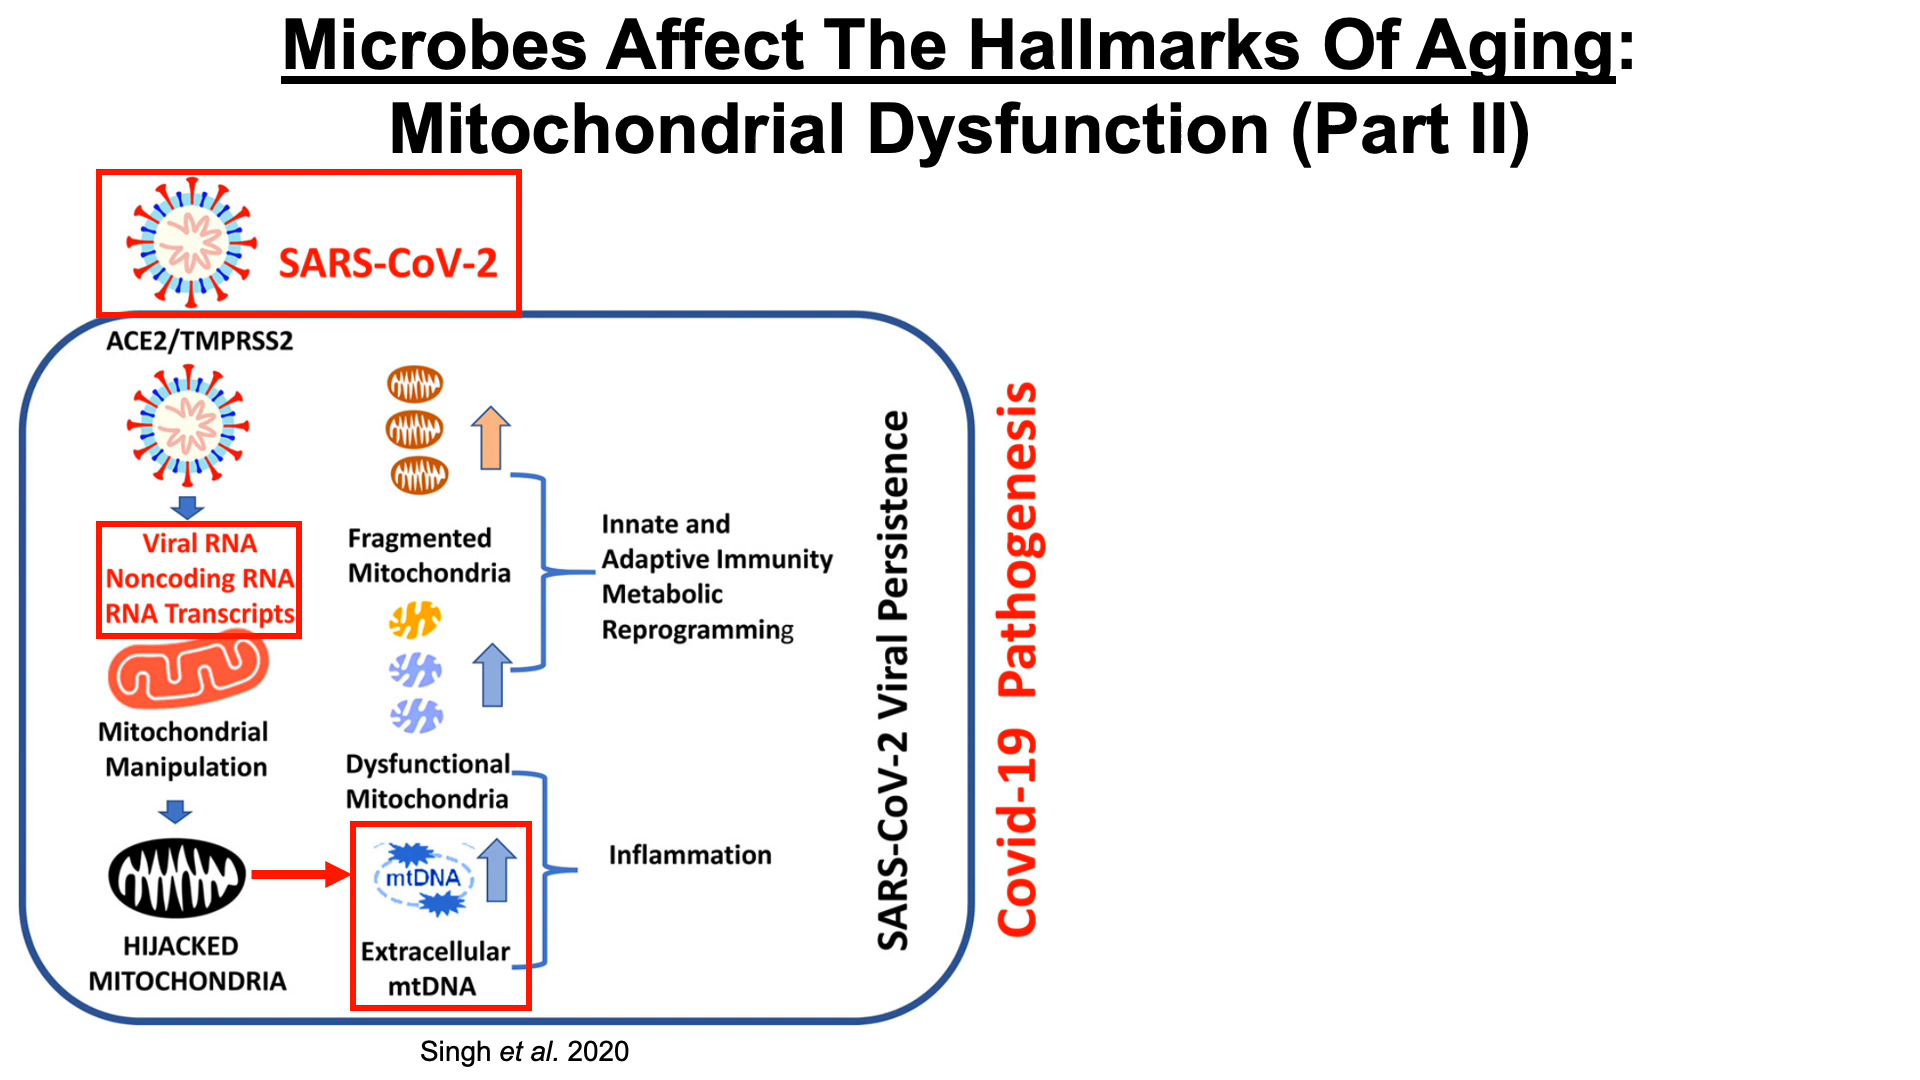 Microbes Affect The Hallmarks Of Aging:
Mitochondrial Dysfunction (Part II)
SARS-CoV-2
ACE2/TMPRSS2
Viral RNA
Noncoding RNA
RNA Transcripts
Mitochondrial
Manipulation
HIJACKED
MITOCHONDRIA
Fragmented
Mitochondria
Dysfunctional
Mitochondria
mtDNA
Extracellular
mtDNA
Innate and
Adaptive Immunity
Metabolic
Reprogramming
Inflammation
SARS-CoV-2 Viral Persistence
Covid-19 Pathogenesis
Singh et al. 2020